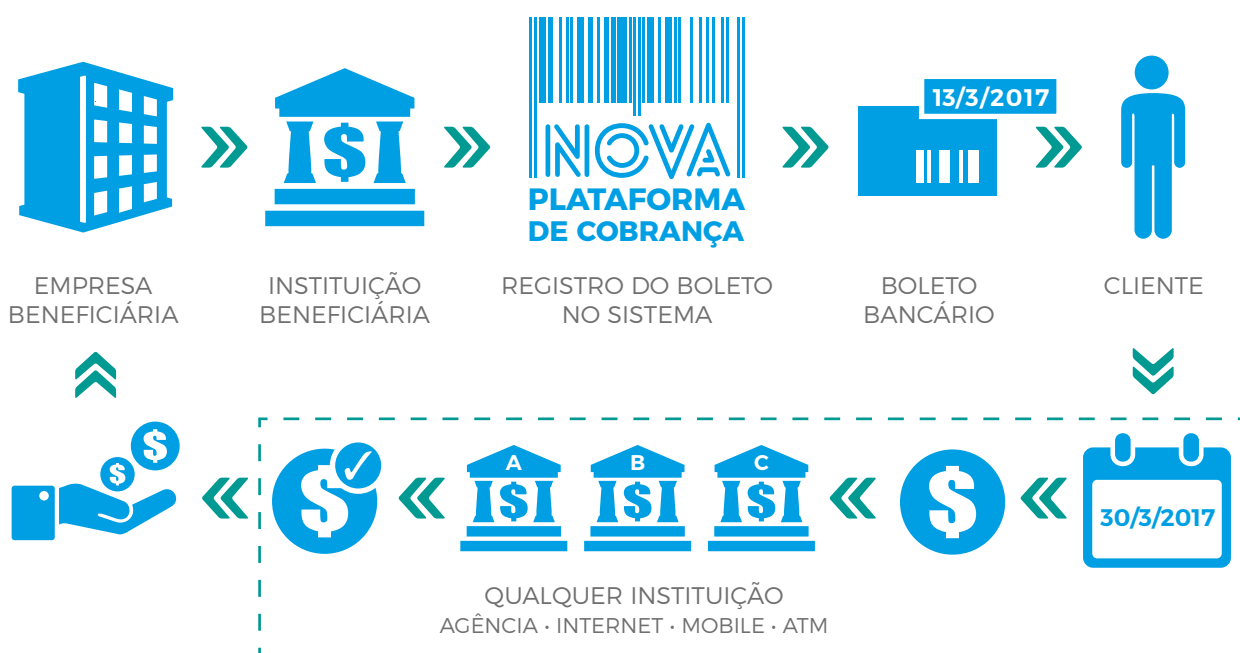 NOVA
PLATAFORMA
DE COBRANÇA
13/3/2017
EMPRESA
BENEFICIÁRIA
INSTITUIÇÃO
BENEFICIÁRIA
REGISTRO DO BOLETO
NO SISTEMA
BOLETO
BANCÁRIO
CLIENTE
$
$
$
$
A
$
B
$
C
$
$
30/3/2017
QUALQUER INSTITUIÇÃO
AGÊNCIA · INTERNET · MOBILE · ATM